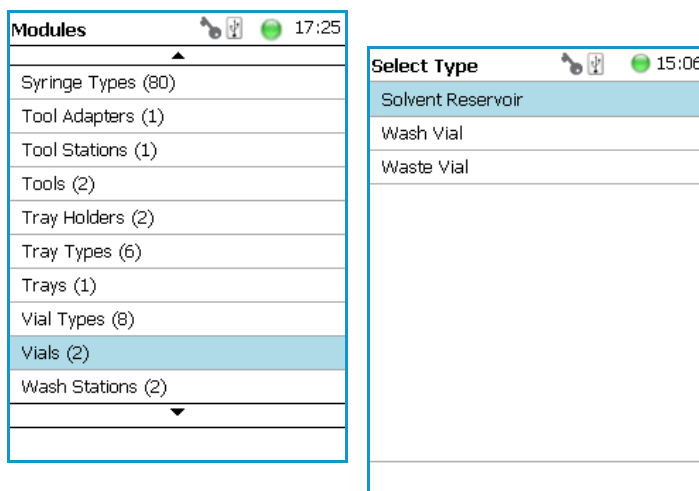 Modules 17:25
Syringe Types (80)
Tool Adapters (1)
Tool Stations (1)
Tools (2)
Tray Holders (2)
Tray Types (6)
Trays (1)
Vial Types (8)
Vials (2)
Wash Stations (2)
Select Type 15:06
Solvent Reservoir
Wash Vial
Waste Vial